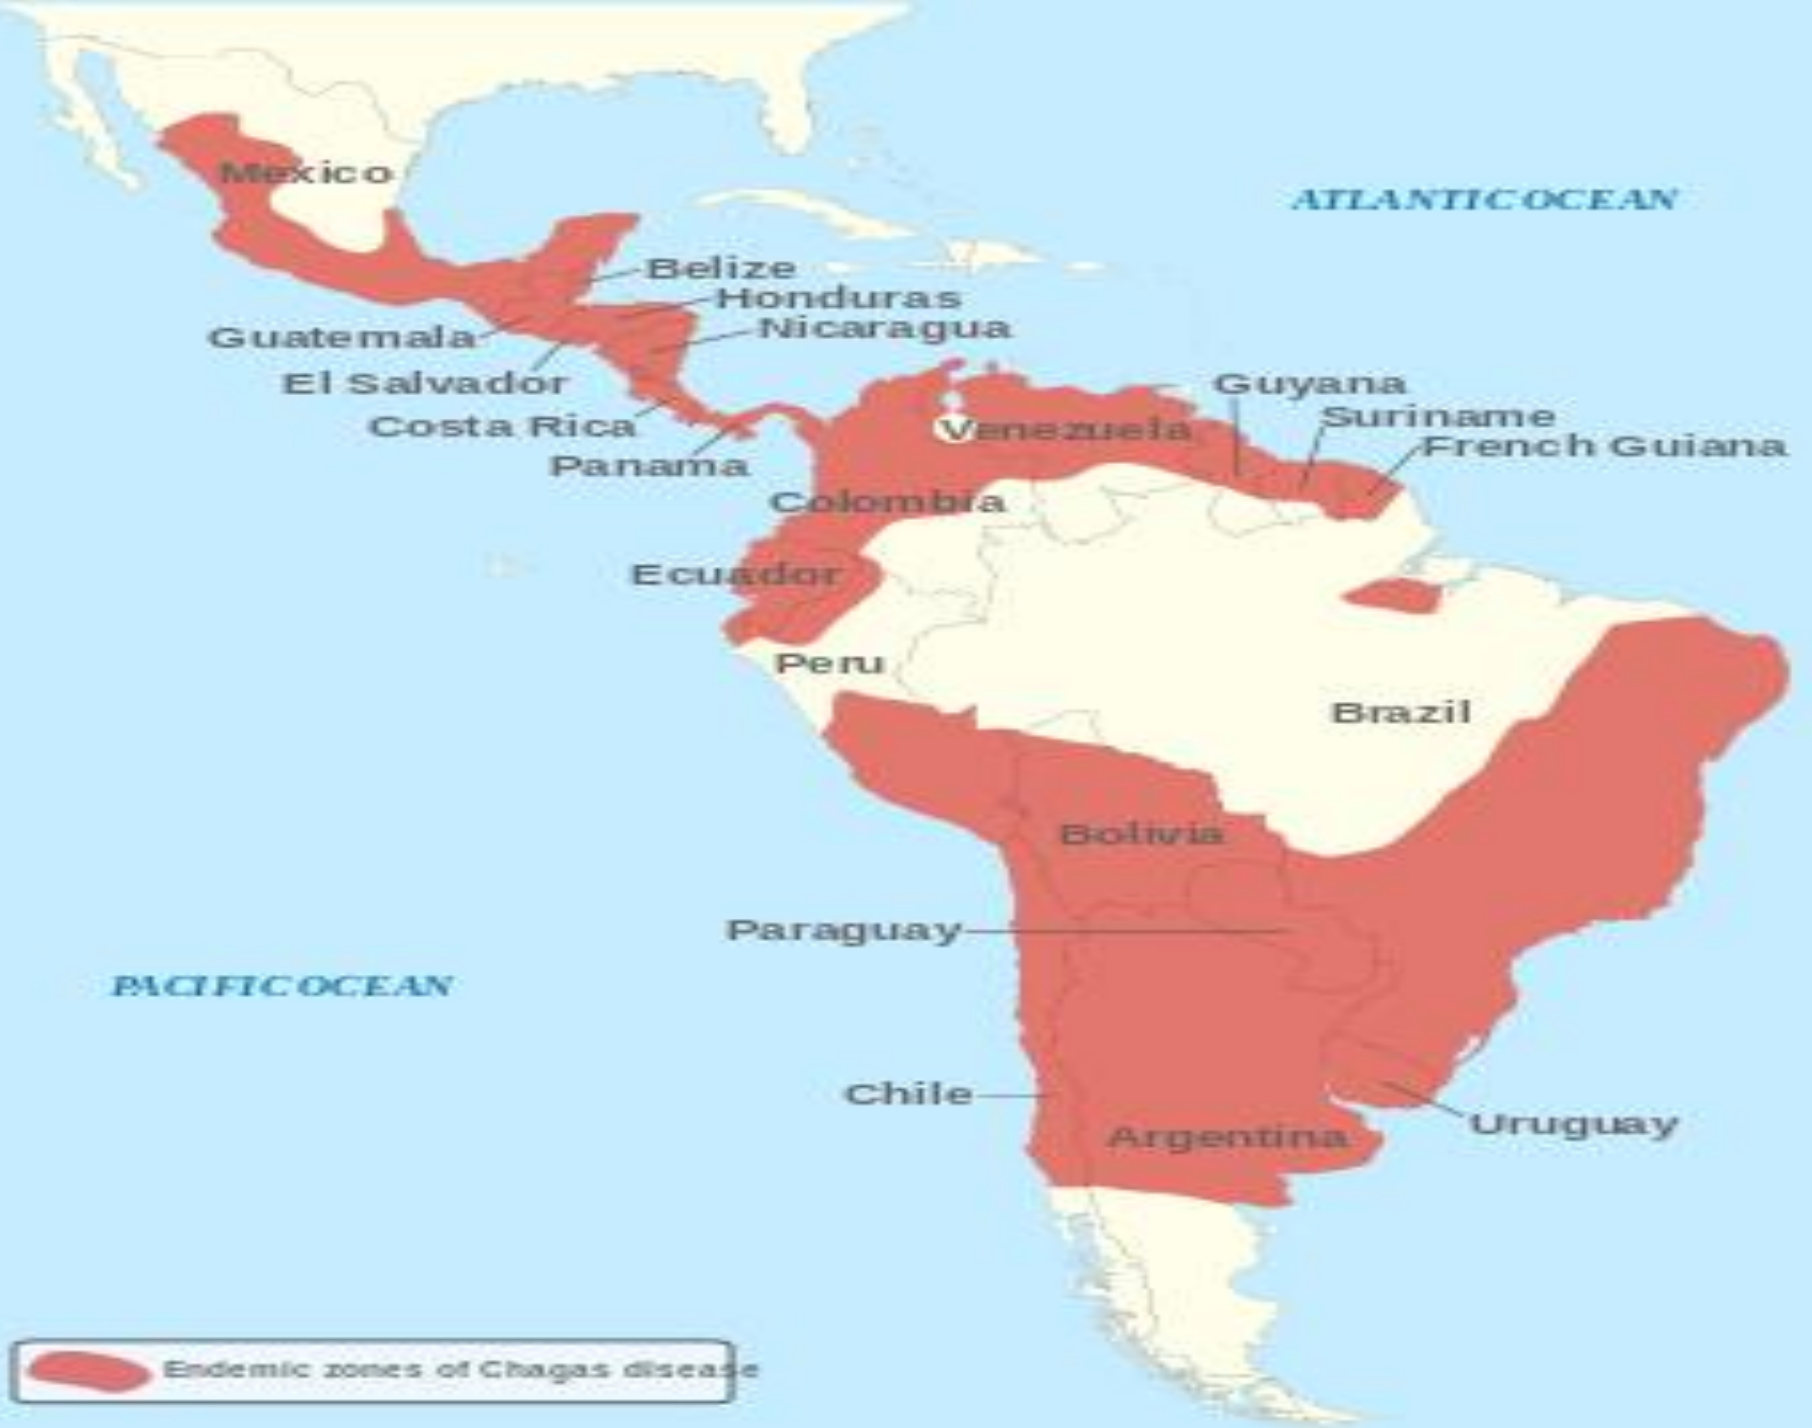 Mexico
ATLANTIC OCEAN
Belize
Honduras
Nicaragua
Guatemala
El Salvador
Costa Rica
Panama
Guyana
Suriname
French Guiana
Venezuela
Colombia
Ecuador
Peru
Brazil
Bolivia
Paraguay
PACIFIC OCEAN
Chile
Uruguay
Argentina
Endemic zones of Chagas disease